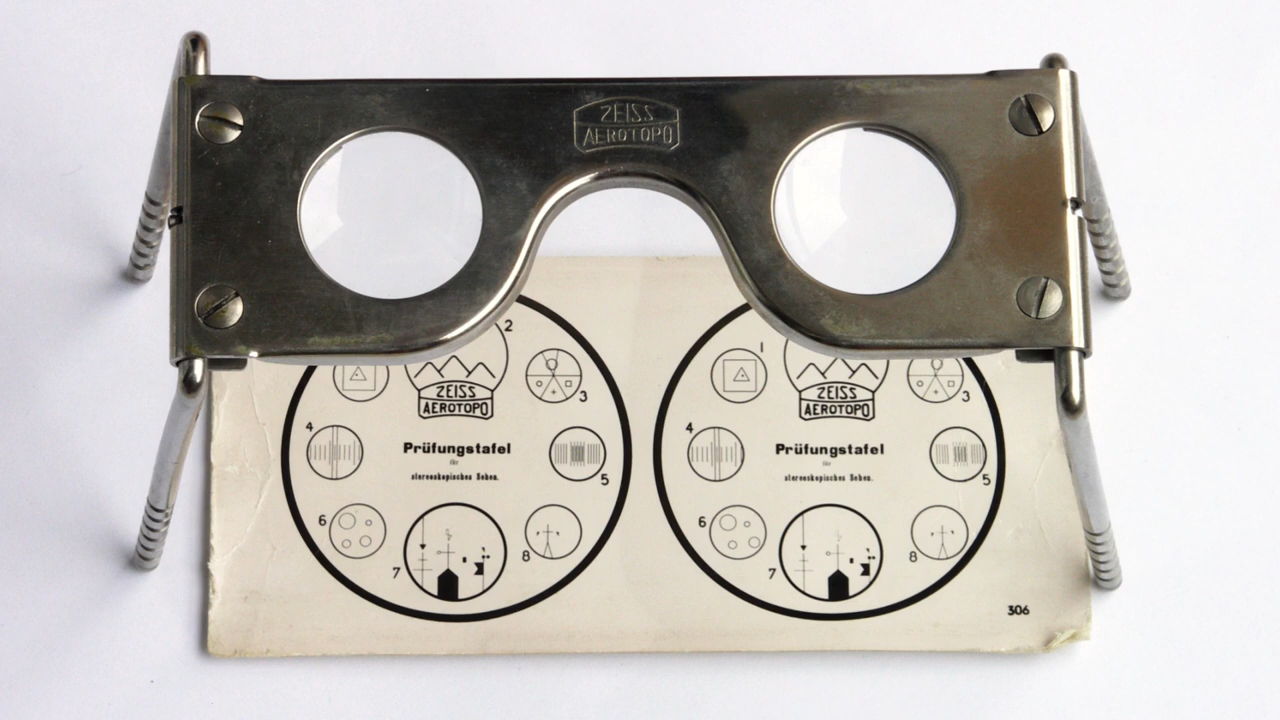 ZEISS
AEROTOPO
2
3
ZEISS
AEROTOPO
4
Prüfungstafel
für
stereoskopisches Sehen.
5
6
7
8
1
3
ZEISS
AEROTOPO
4
Prüfungstafel
für
stereoskopisches Sehen.
5
6
7
8
306